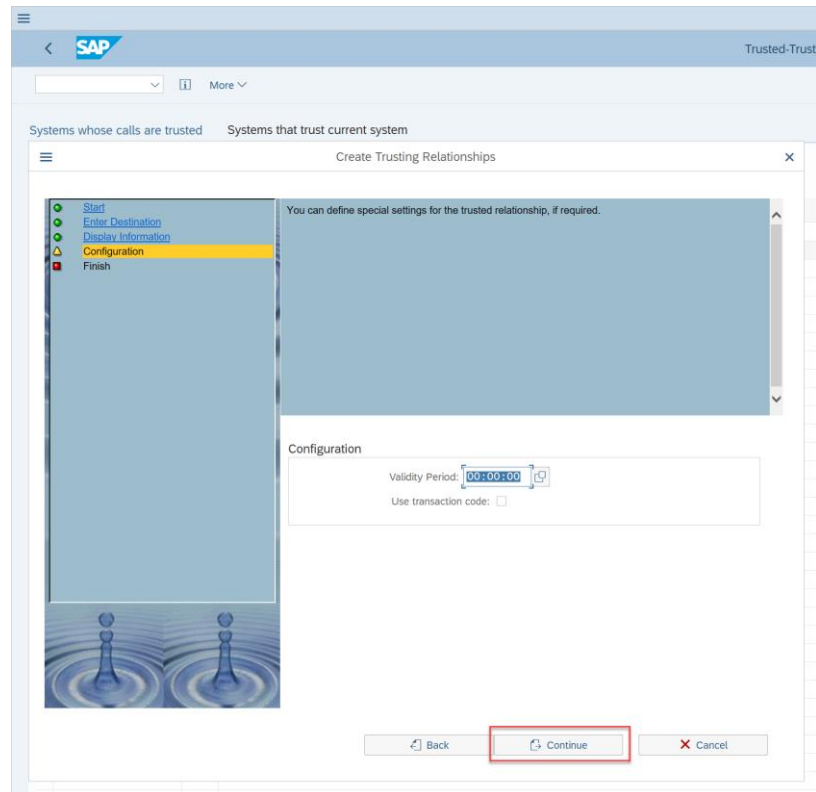 SAP
Trusted-Trust
More
Systems whose calls are trusted Systems that trust current system
Create Trusting Relationships
Start
Enter Destination
Display Information
Configuration
Finish
You can define special settings for the trusted relationship, if required.
Configuration
Validity Period: 00:00:00
Use transaction code:
Back Continue Cancel